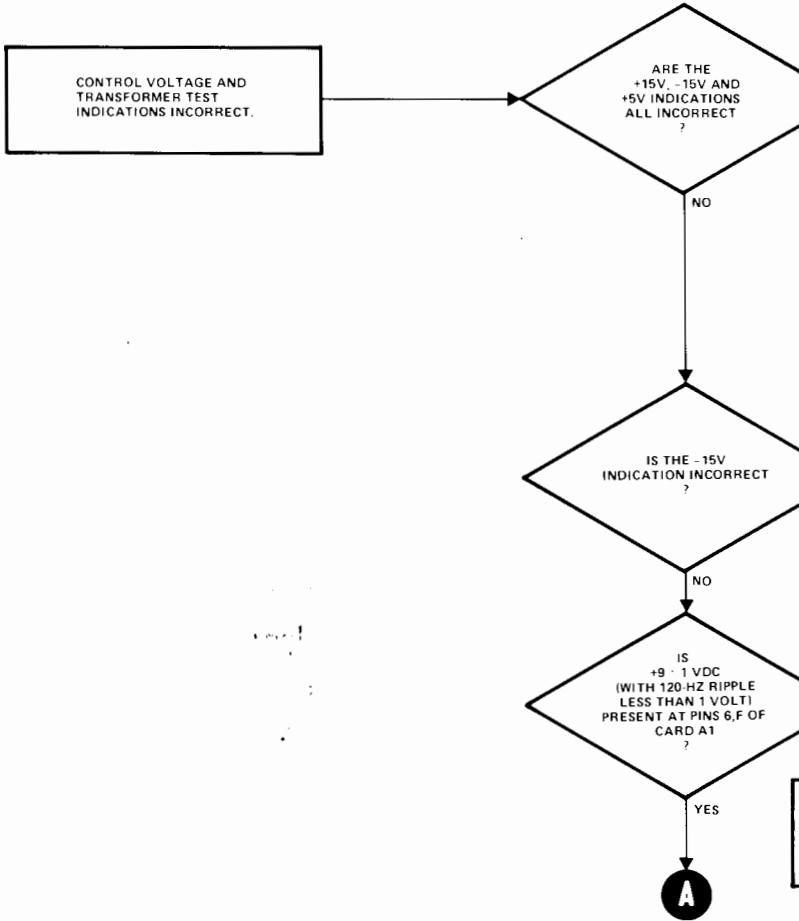 CONTROL VOLTAGE AND
TRANSFORMER TEST
INDICATIONS INCORRECT.
ARE THE
+15V, -15V AND
+5V INDICATIONS
ALL INCORRECT
?
NO
IS THE -15V
INDICATION INCORRECT
?
NO
IS
+9 1 VDC
(WITH 120-HZ RIPPLE
LESS THAN 1 VOLT)
PRESENT AT PINS 6,F OF
CARD A1
?
YES
A